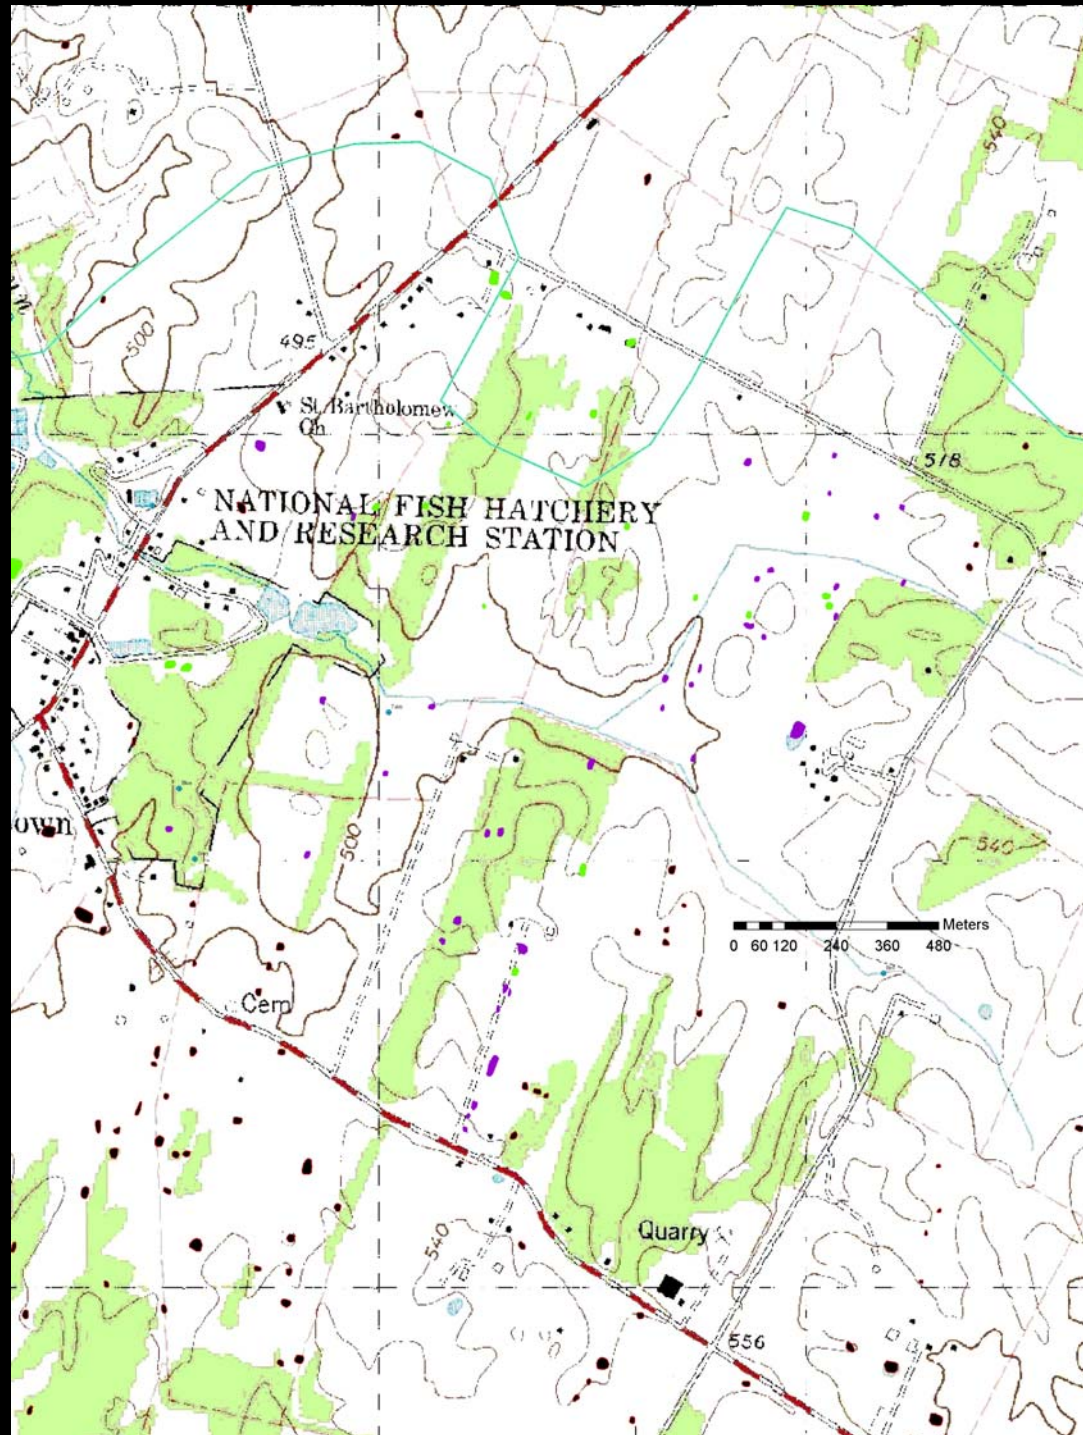 540
500
495
St. Bartholomew
Ch
518
NATIONAL FISH HATCHERY
AND RESEARCH STATION
own
500
540
Meters
0 60 120 240 360 480
Cem
Quarry
540
556
540